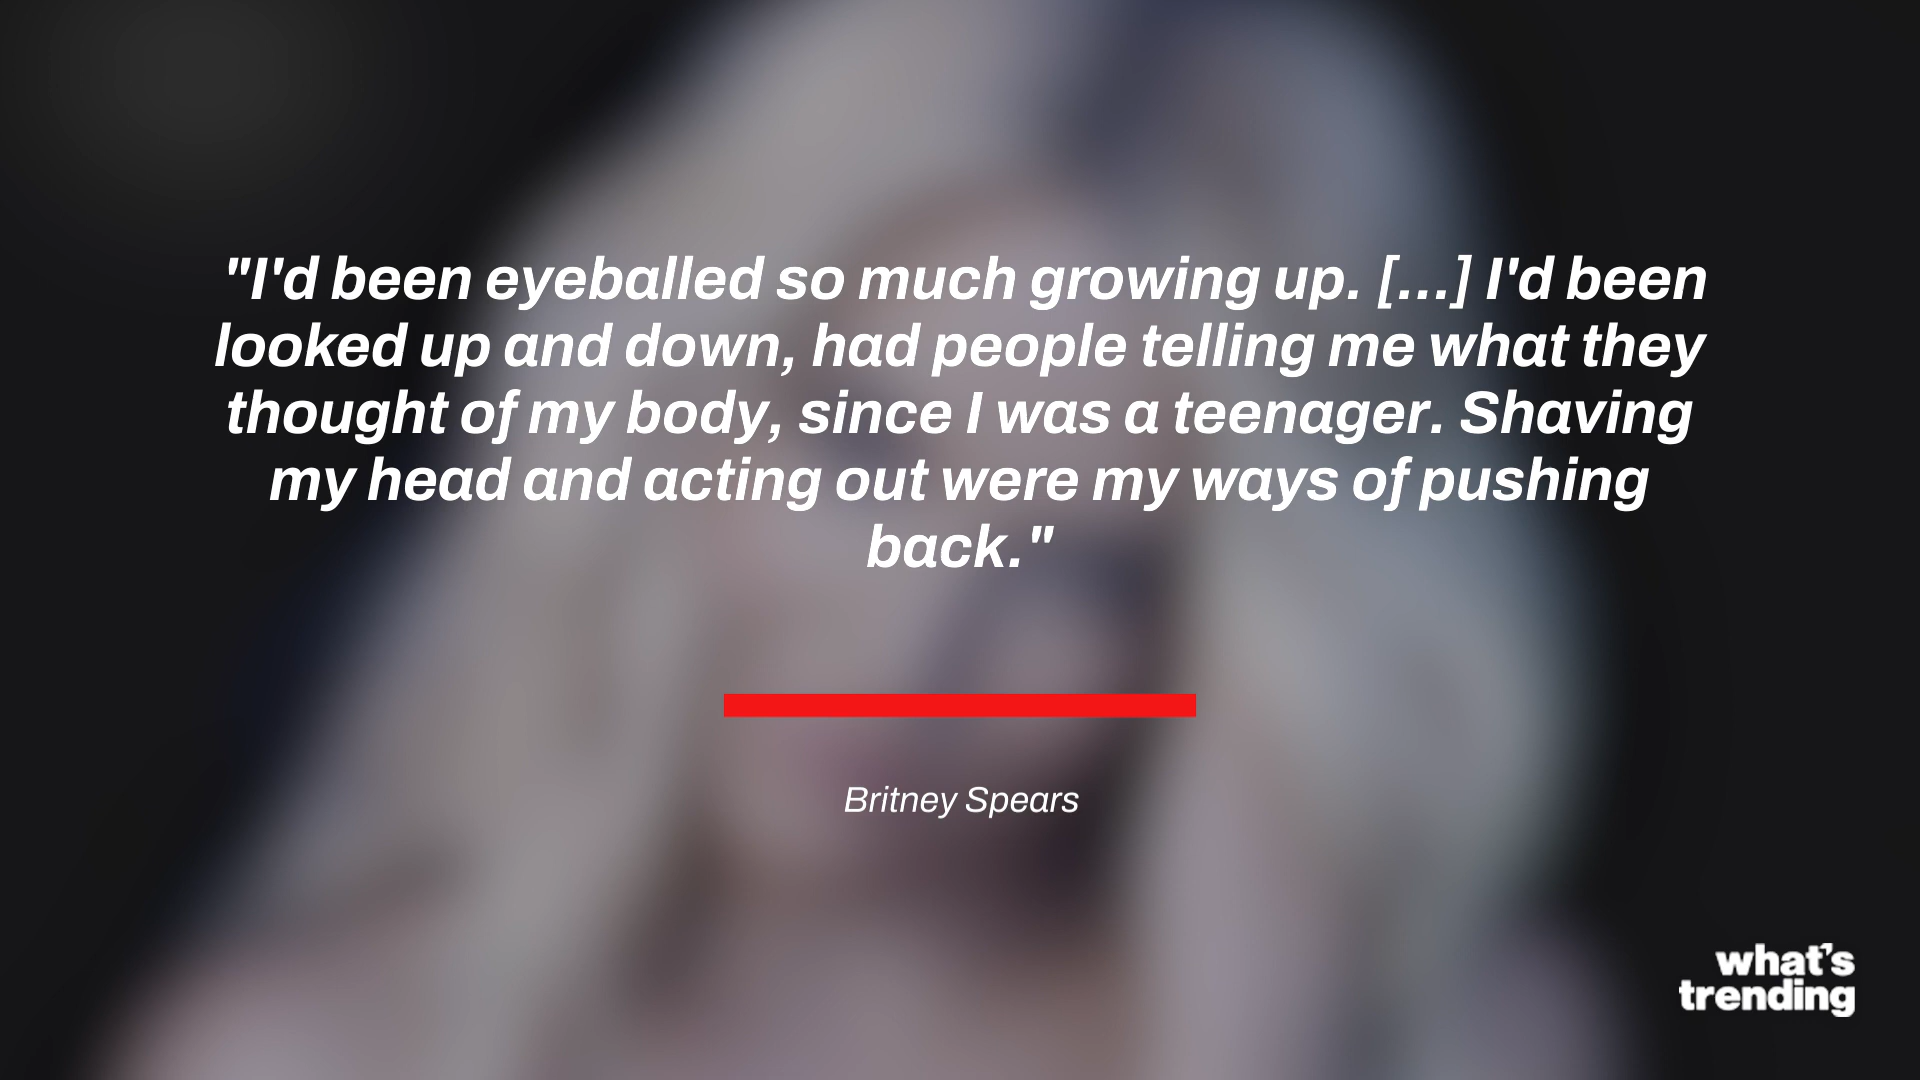 "I'd been eyeballed so much growing up. [...] I'd been
looked up and down, had people telling me what they
thought of my body, since I was a teenager. Shaving
my head and acting out were my ways of pushing
back."
Britney Spears
what's
trending